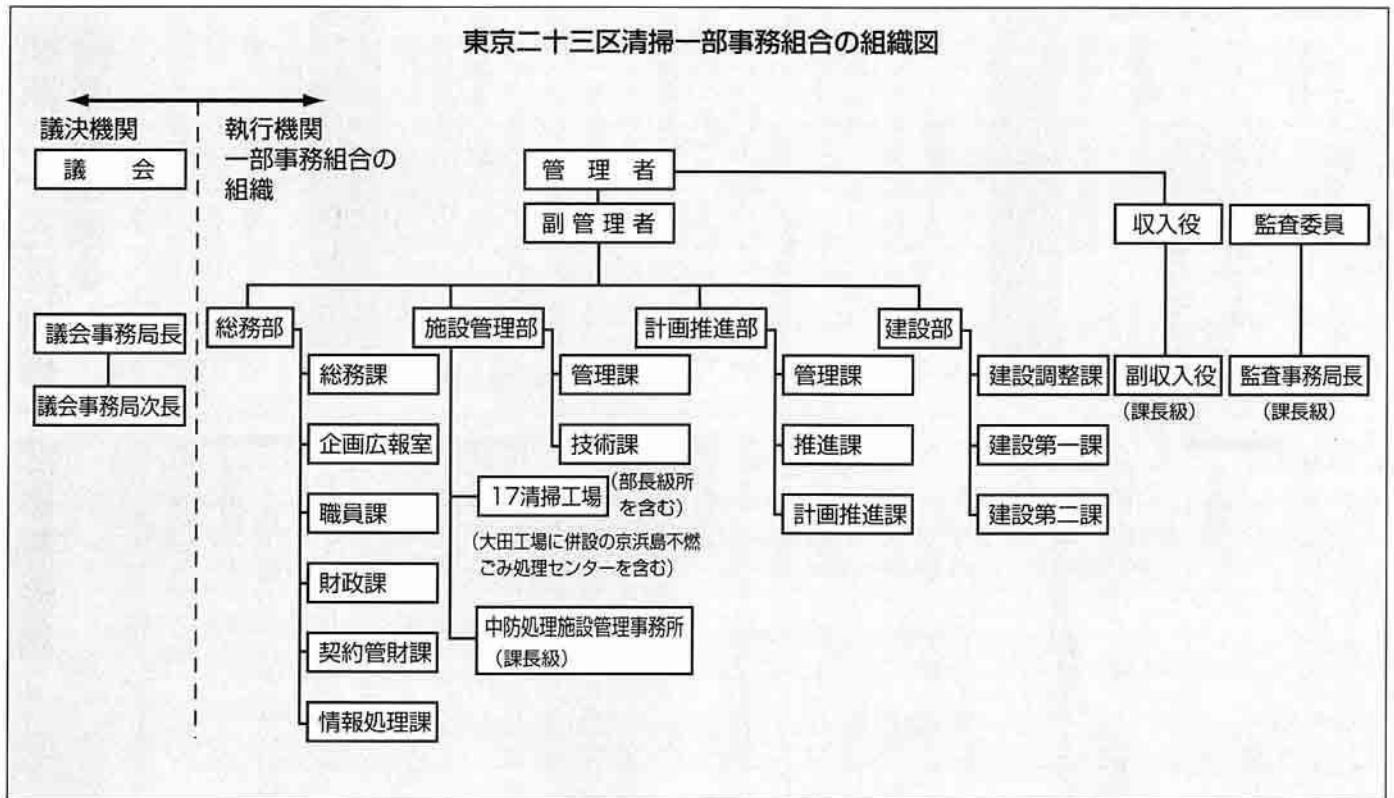 東京二十三区清掃一部事務組合の組織図
議決機関
執行機関
一部事務組合の
組織
議 会
管 理 者
副 管 理 者
収入役
監査委員
議会事務局長
議会事務局次長
総務部
総務課
企画広報室
職員課
財政課
契約管財課
情報処理課
施設管理部
管理課
技術課
17清掃工場
(部長級所
を含む)
(大田工場に併設の京浜島不燃
ごみ処理センターを含む)
中防処理施設管理事務所
(課長級)
計画推進部
管理課
推進課
計画推進課
建設部
建設調整課
建設第一課
建設第二課
副収入役
(課長級)
監査事務局長
(課長級)